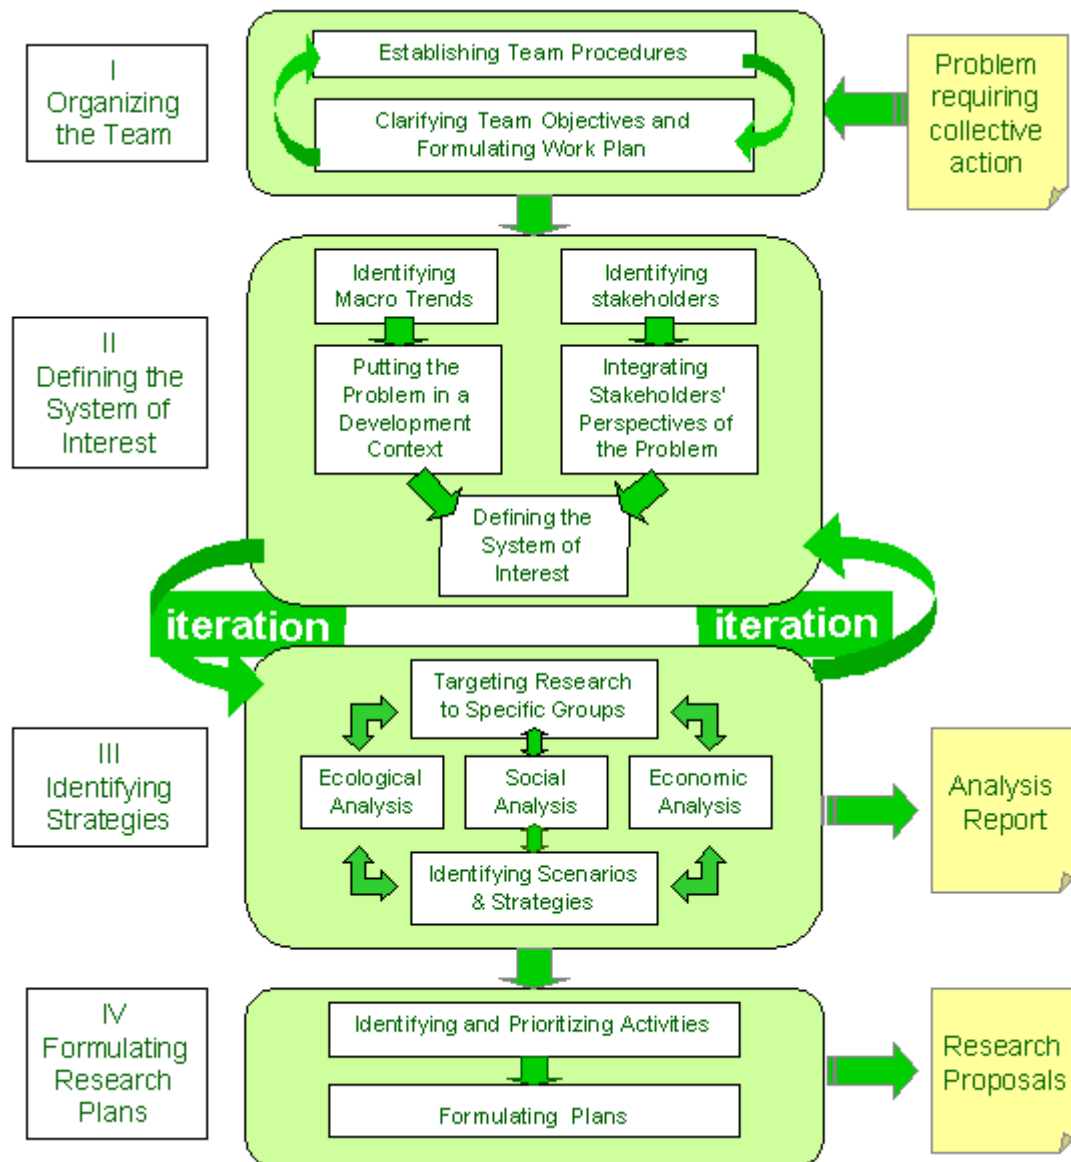 I
Organizing
the Team
Establishing Team Procedures
Clarifying Team Objectives and
Formulating Work Plan
Problem
requiring
collective
action
II
Defining the
System of
Interest
Identifying
Macro Trends
Identifying
stakeholders
Putting the
Problem in a
Development
Context
Integrating
Stakeholders'
Perspectives of
the Problem
Defining the
System of
Interest
iteration
iteration
III
Identifying
Strategies
Targeting Research
to Specific Groups
Ecological
Analysis
Social
Analysis
Economic
Analysis
Identifying Scenarios
& Strategies
Analysis
Report
IV
Formulating
Research
Plans
Identifying and Prioritizing Activities
Formulating Plans
Research
Proposals